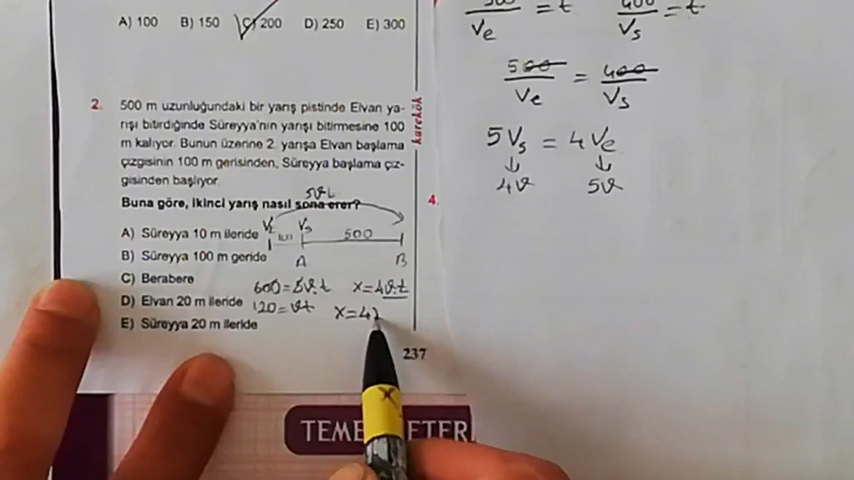 A) 100 B) 150 C) 200 D) 250 E) 300
2. 500 m uzunluğundaki bir yarış pistinde Elvan ya-
rışı bitirdiğinde Süreyya'nın yarışı bitirmesine 100
m kalıyor. Bunun üzerine 2. yarışa Elvan başlama
çizgisinin 100 m gerisinden, Süreyya başlama çiz-
gisinden başlıyor.
Buna göre, ikinci yarış nasıl sona erer?
A) Süreyya 10 m ileride
B) Süreyya 100 m geride
C) Berabere
D) Elvan 20 m ileride
E) Süreyya 20 m ileride
500
A B
600=5ϑ.t x=4ϑ.t
120=ϑt x=4
237
karekök
4.
Ve = t Vs = t
500/Ve = 400/Vs
5Vs = 4Ve
↓ ↓
4ϑ 5ϑ
TEME ETER